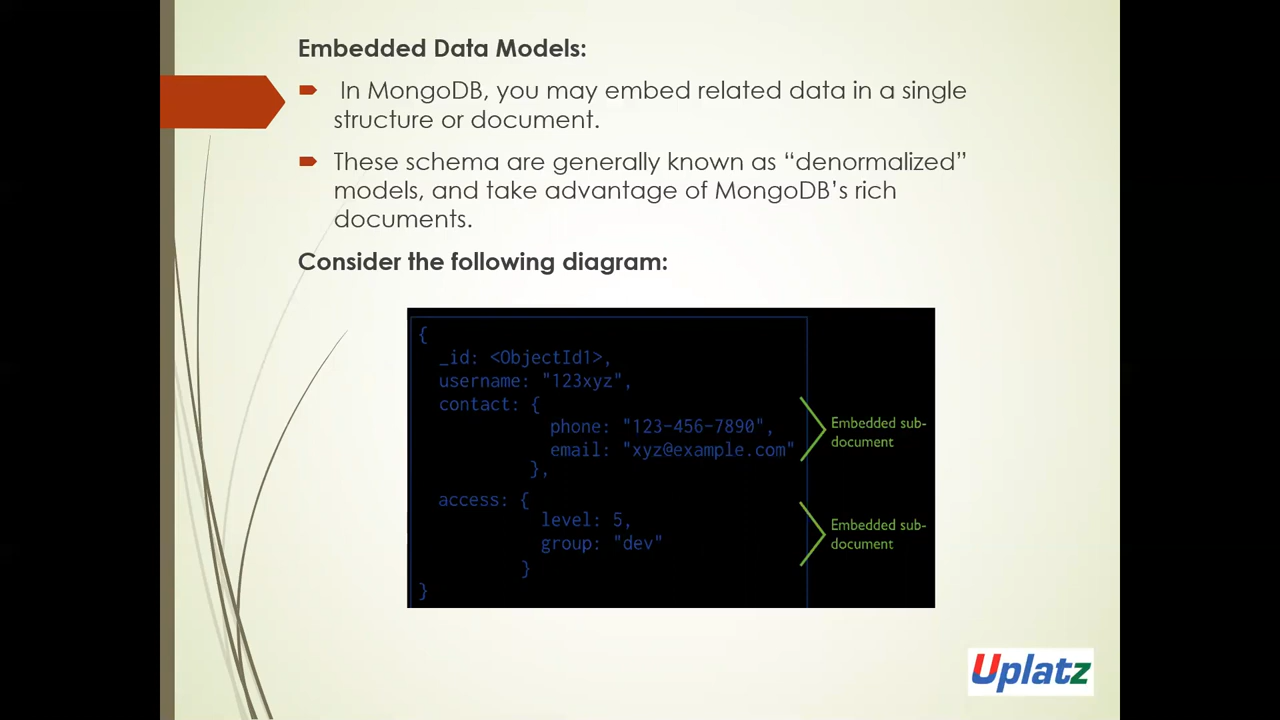 Embedded Data Models:
In MongoDB, you may embed related data in a single
structure or document.
These schema are generally known as “denormalized”
models, and take advantage of MongoDB’s rich
documents.
Consider the following diagram:
{
_id: <ObjectId1>,
username: "123xyz",
contact: {
phone: "123-456-7890",
email: "xyz@example.com"
},
access: {
level: 5,
group: "dev"
}
}
Embedded sub-
document
Embedded sub-
document
Uplatz